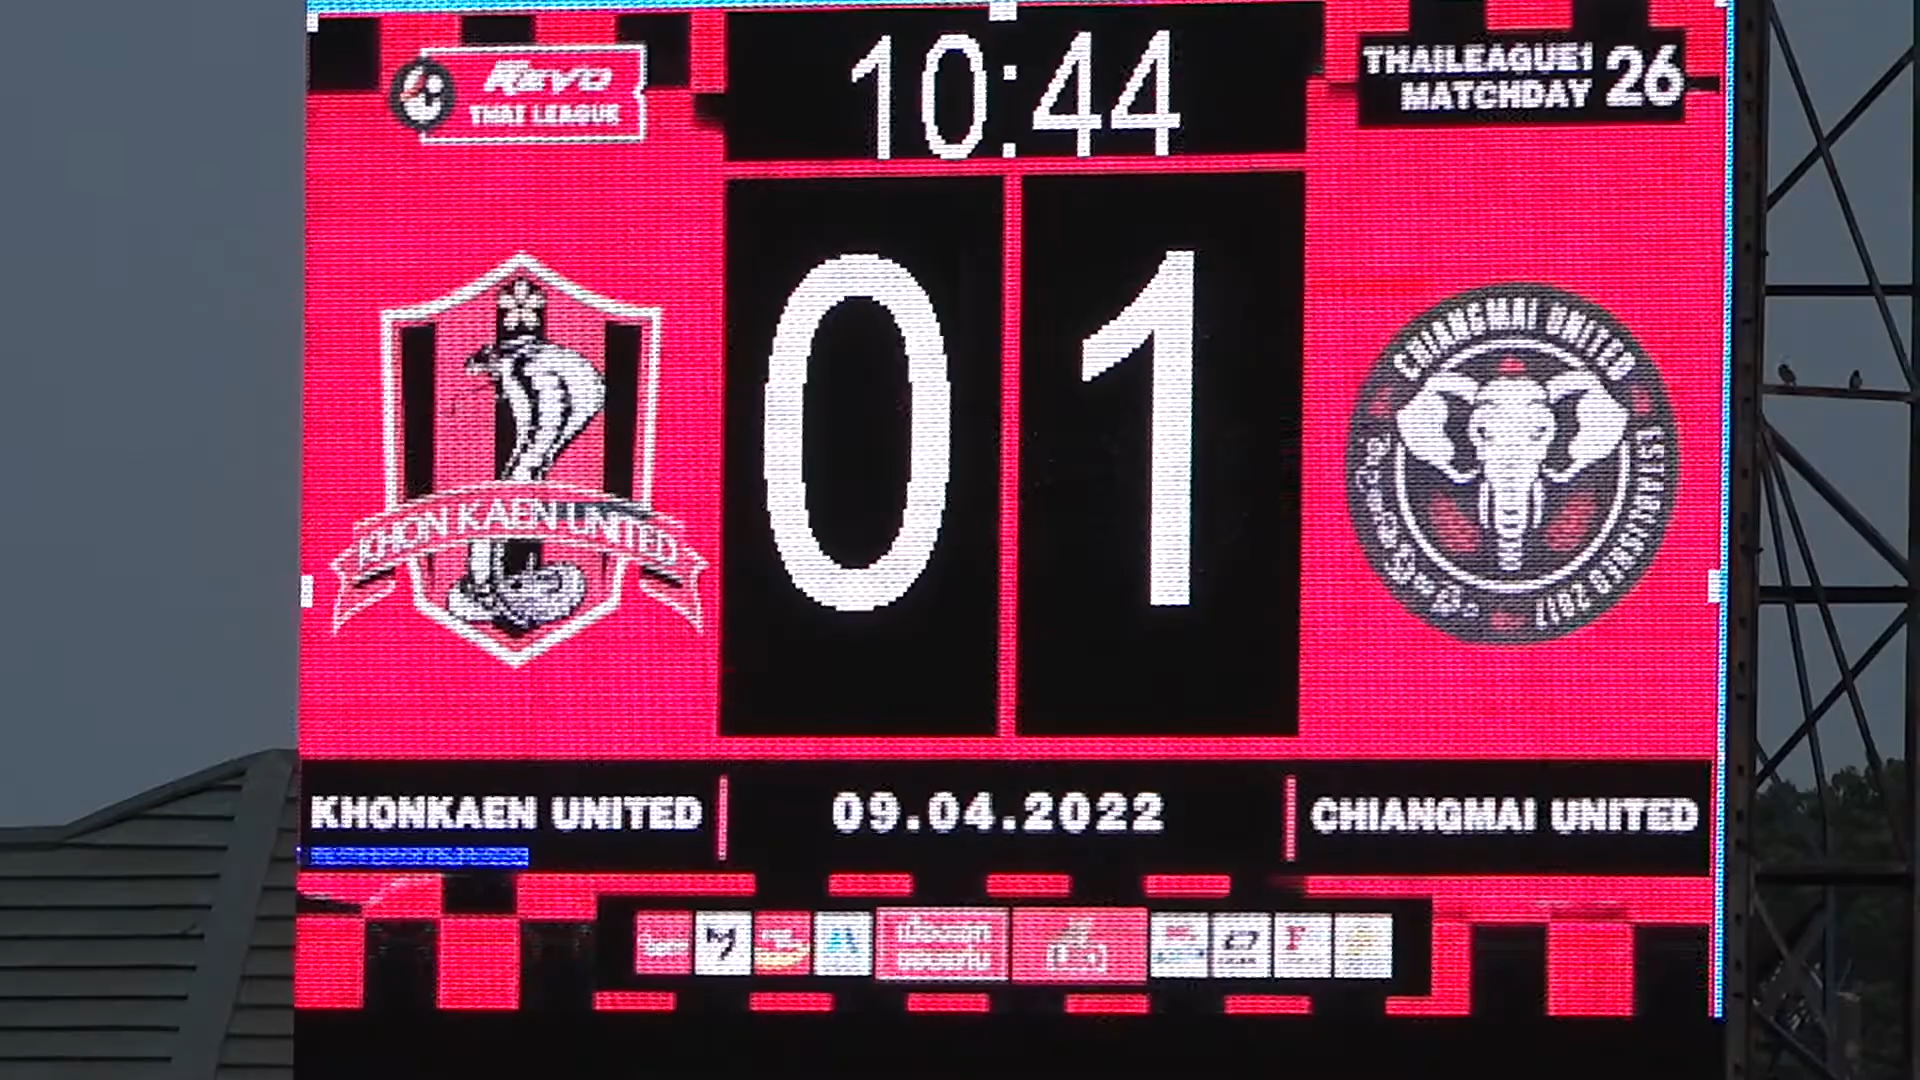 REVO
THAI LEAGUE
10:44
THAILEAGUE1
MATCHDAY 26
0 1
KHON KAEN UNITED
CHIANGMAI UNITED
ESTABLISHED 2017
KHONKAEN UNITED
09.04.2022
CHIANGMAI UNITED